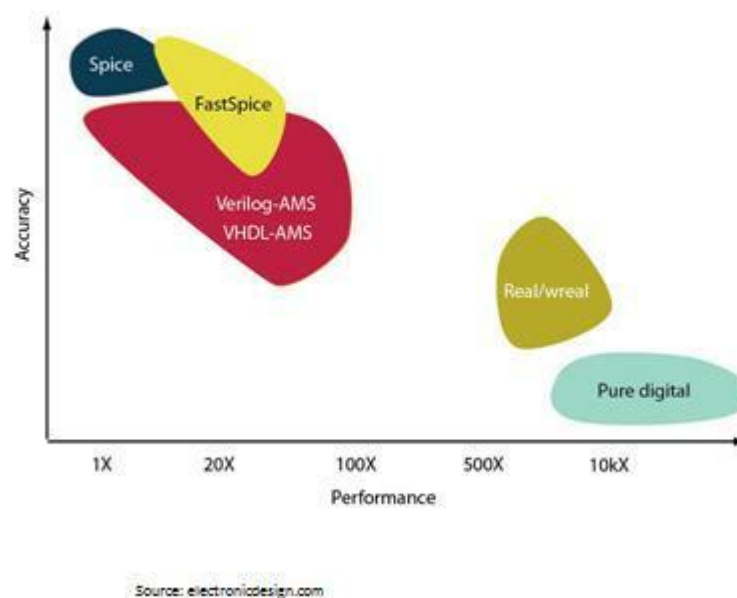 Spice
FastSpice
Verilog-AMS
VHDL-AMS
Real/wreal
Pure digital
Accuracy
1X 20X 100X 500X 10kX
Performance
Source: electronicdesign.com